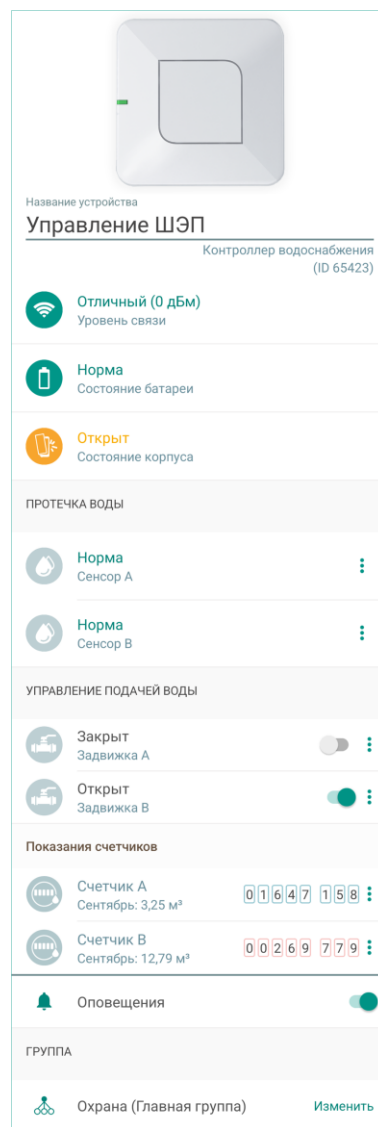 Название устройства
Управление ШЭП
Контроллер водоснабжения
(ID 65423)
Отличный (0 дБм)
Уровень связи
Норма
Состояние батареи
Открыт
Состояние корпуса
ПРОТЕЧКА ВОДЫ
Норма
Сенсор А
Норма
Сенсор В
УПРАВЛЕНИЕ ПОДАЧЕЙ ВОДЫ
Закрыт
Задвижка А
Открыт
Задвижка В
Показания счетчиков
Счетчик А 01647 158
Сентябрь: 3,25 м³
Счетчик В 00269 779
Сентябрь: 12,79 м³
Оповещения
ГРУППА
Охрана (Главная группа) Изменить